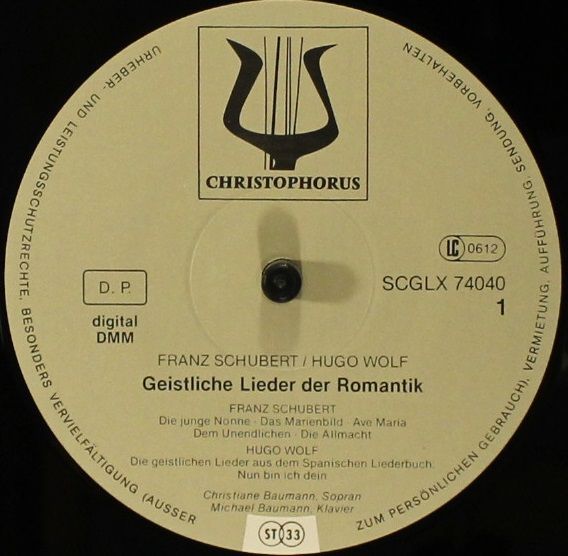 URHEBER- UND LEISTUNGSSCHUTZRECHTE, BESONDERS VERVIELFÄLTIGUNG (AUSSER ZUM PERSÖNLICHEN GEBRAUCH), VERMIETUNG, AUFFÜHRUNG, SENDUNG, VORBEHALTEN
CHRISTOPHORUS
LC 0612
D. P.
SCGLX 74040
digital
1
DMM
FRANZ SCHUBERT / HUGO WOLF
Geistliche Lieder der Romantik
FRANZ SCHUBERT
Die junge Nonne · Das Marienbild · Ave Maria
Dem Unendlichen · Die Allmacht
HUGO WOLF
Die geistlichen Lieder aus dem Spanischen Liederbuch:
Nun bin ich dein
Christiane Baumann, Sopran
Michael Baumann, Klavier
ST 33